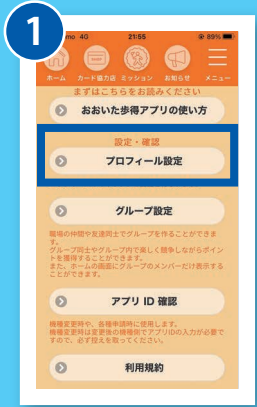 1
mo 4G 21:55 89%
ホーム カード協力店 ミッション お知らせ メニュー
まずはこちらをお読みください
おおいた歩得アプリの使い方
設定・確認
プロフィール設定
グループ設定
職場の仲間や友達同士でグループを作ることができま
す。
グループ同士やグループ内で楽しく競争しながらポイン
トを獲得することができます。
また、ホームの画面にグループのメンバーだけ表示する
ことができます。
アプリ ID 確認
機種変更時や、各種申請時に使用します。
機種変更時は変更後の機種側でアプリIDの入力が必要で
すので、必ず控えを取ってください。
利用規約